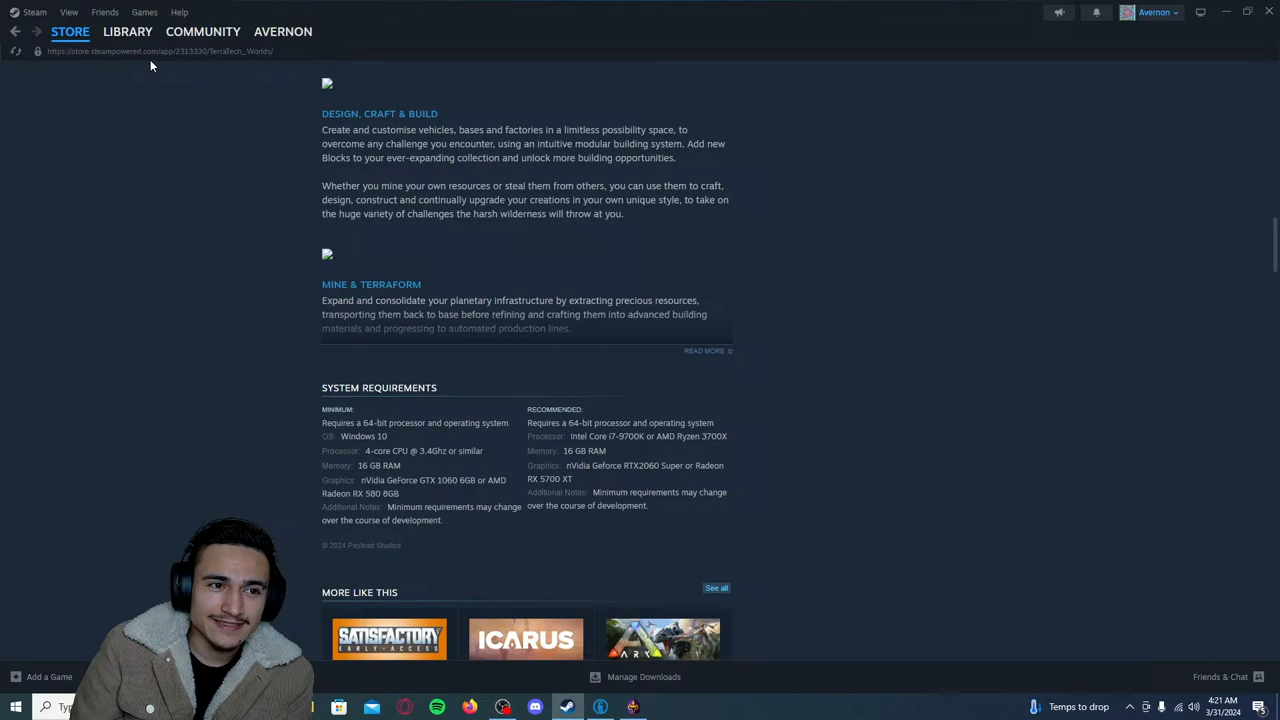 Steam View Friends Games Help
Avernon
STORE LIBRARY COMMUNITY AVERNON
https://store.steampowered.com/app/2313330/TerraTech_Worlds/
DESIGN, CRAFT & BUILD
Create and customise vehicles, bases and factories in a limitless possibility space, to
overcome any challenge you encounter, using an intuitive modular building system. Add new
Blocks to your ever-expanding collection and unlock more building opportunities.
Whether you mine your own resources or steal them from others, you can use them to craft,
design, construct and continually upgrade your creations in your own unique style, to take on
the huge variety of challenges the harsh wilderness will throw at you.
MINE & TERRAFORM
Expand and consolidate your planetary infrastructure by extracting precious resources,
transporting them back to base before refining and crafting them into advanced building
materials and progressing to automated production lines.
READ MORE
SYSTEM REQUIREMENTS
MINIMUM:
Requires a 64-bit processor and operating system
OS: Windows 10
Processor: 4-core CPU @ 3.4Ghz or similar
Memory: 16 GB RAM
Graphics: nVidia GeForce GTX 1060 6GB or AMD
Radeon RX 580 8GB
Additional Notes: Minimum requirements may change
over the course of development.
RECOMMENDED:
Requires a 64-bit processor and operating system
Processor: Intel Core i7-9700K or AMD Ryzen 3700X
Memory: 16 GB RAM
Graphics: nVidia Geforce RTX2060 Super or Radeon
RX 5700 XT
Additional Notes: Minimum requirements may change
over the course of development.
© 2024 Payload Studios
MORE LIKE THIS
See all
SATISFACTORY
EARLY ACCESS
ICARUS
ARK
Add a Game
Manage Downloads
Friends & Chat
Temps to drop
4:21 AM
3/31/2024